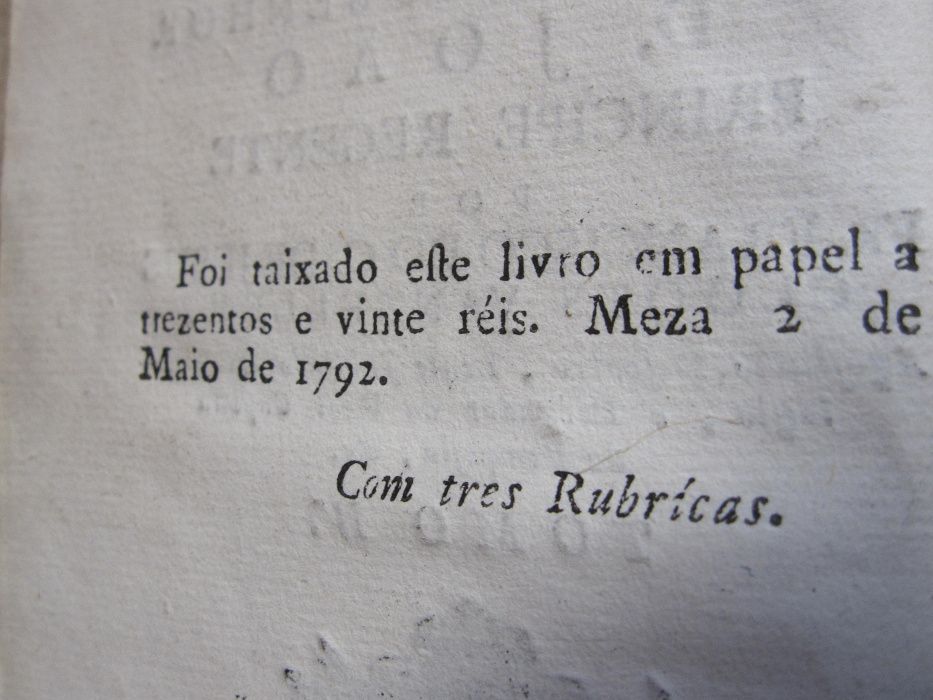 Foi taixado eſte livro em papel a
trezentos e vinte réis. Meza 2 de
Maio de 1792.
Com tres Rubrícas.